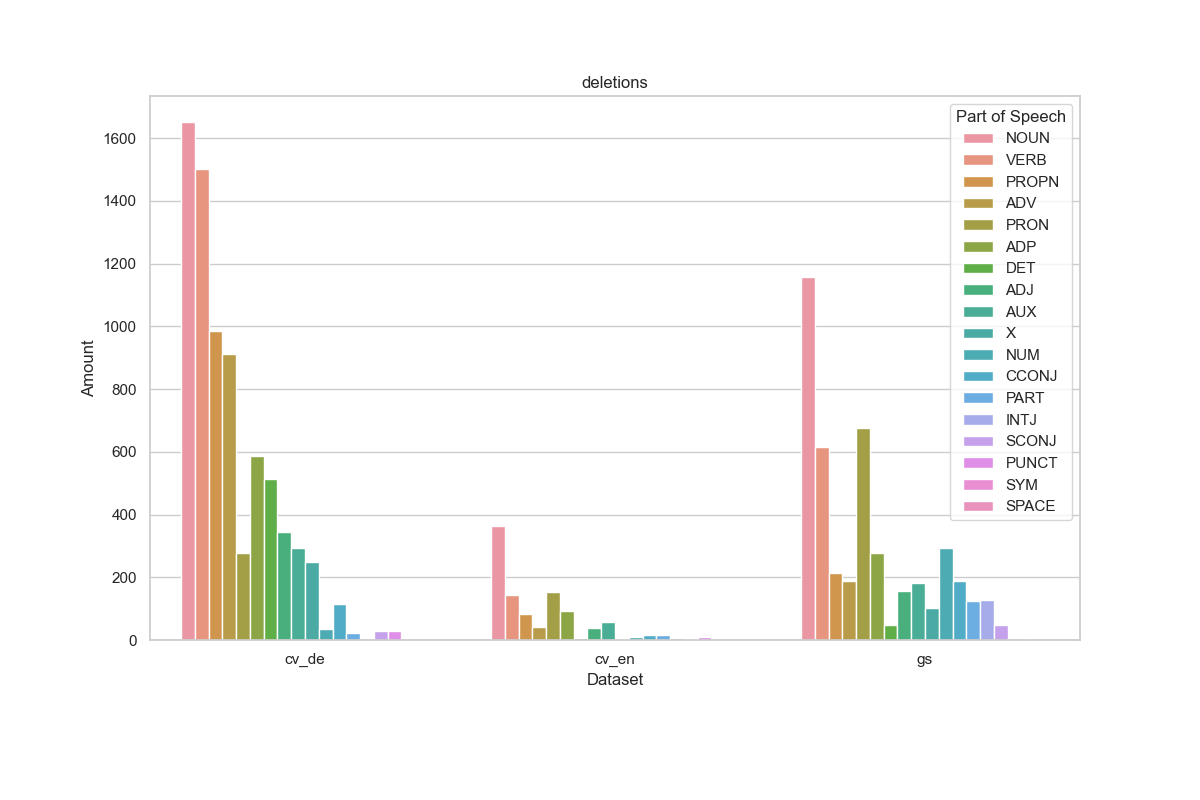 deletions
Part of Speech
NOUN
VERB
PROPN
ADV
PRON
ADP
DET
ADJ
AUX
X
NUM
CCONJ
PART
INTJ
SCONJ
PUNCT
SYM
SPACE
Amount
1600
1400
1200
1000
800
600
400
200
0
cv_de
cv_en
gs
Dataset